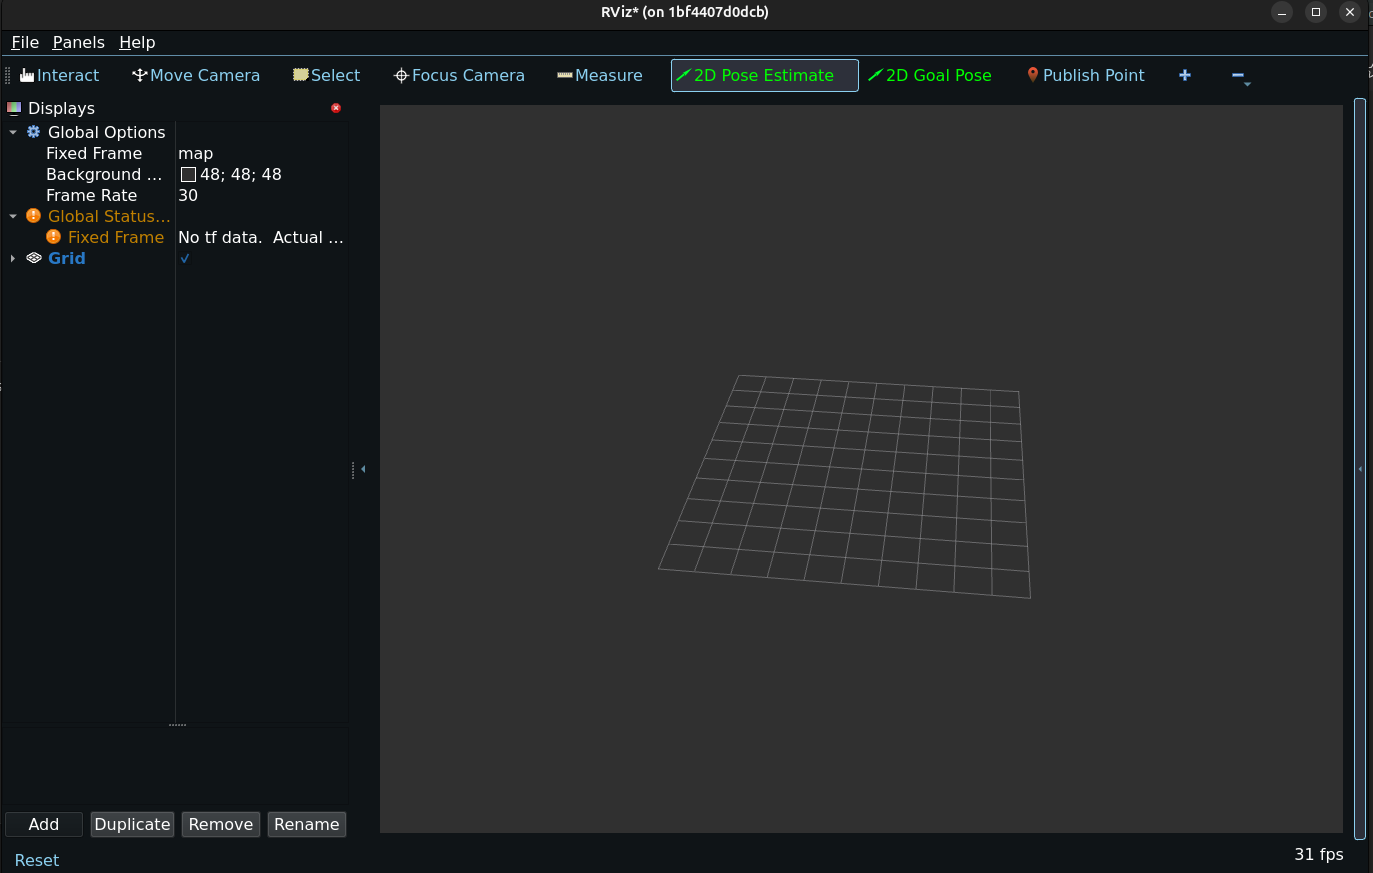 RViz* (on 1bf4407d0dcb)
File Panels Help
Interact Move Camera Select Focus Camera Measure 2D Pose Estimate 2D Goal Pose Publish Point
Displays
Global Options
Fixed Frame map
Background ... 48; 48; 48
Frame Rate 30
Global Status...
Fixed Frame No tf data.  Actual ...
Grid
Add Duplicate Remove Rename
Reset
31 fps